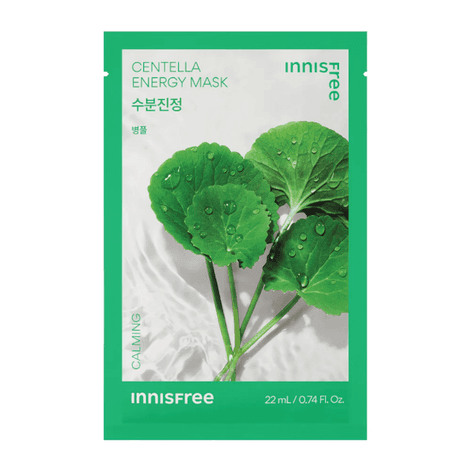 CENTELLA
ENERGY MASK
수분진정
병풀
INNISFree
CALMING
INNISFree
22 mL / 0.74 Fl. Oz.